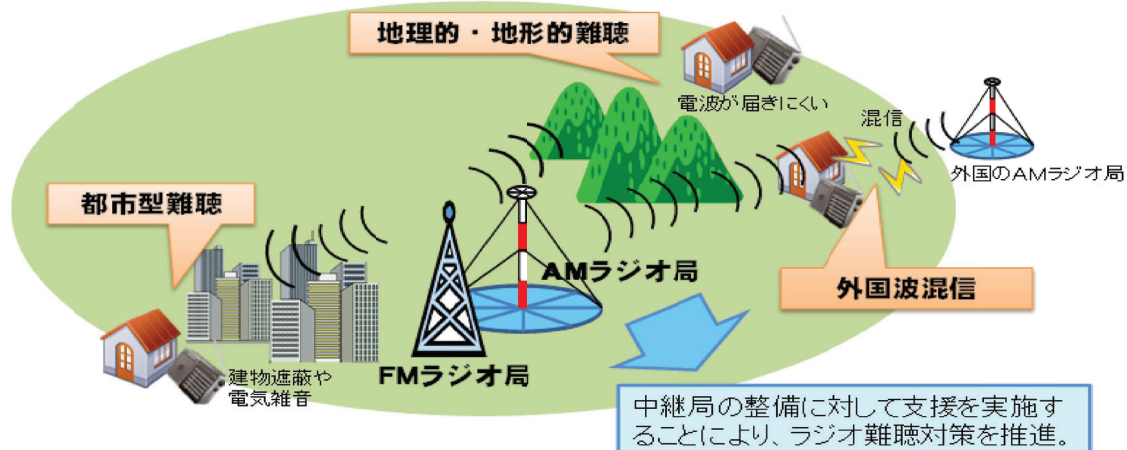 地理的・地形的難聴
電波が届きにくい
混信
外国のAMラジオ局
都市型難聴
AMラジオ局
外国波混信
FMラジオ局
建物遮蔽や
電気雑音
中継局の整備に対して支援を実施す
ることにより、ラジオ難聴対策を推進。